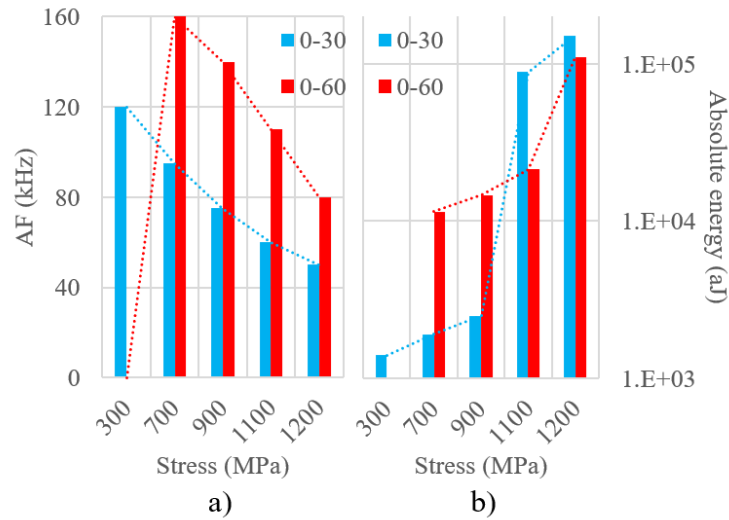 160
120
80
40
0
AF (kHz)
0-30
0-60
300
700
900
1100
1200
Stress (MPa)
a)
0-30
0-60
1.E+05
1.E+04
1.E+03
Absolute energy (aJ)
300
700
900
1100
1200
Stress (MPa)
b)